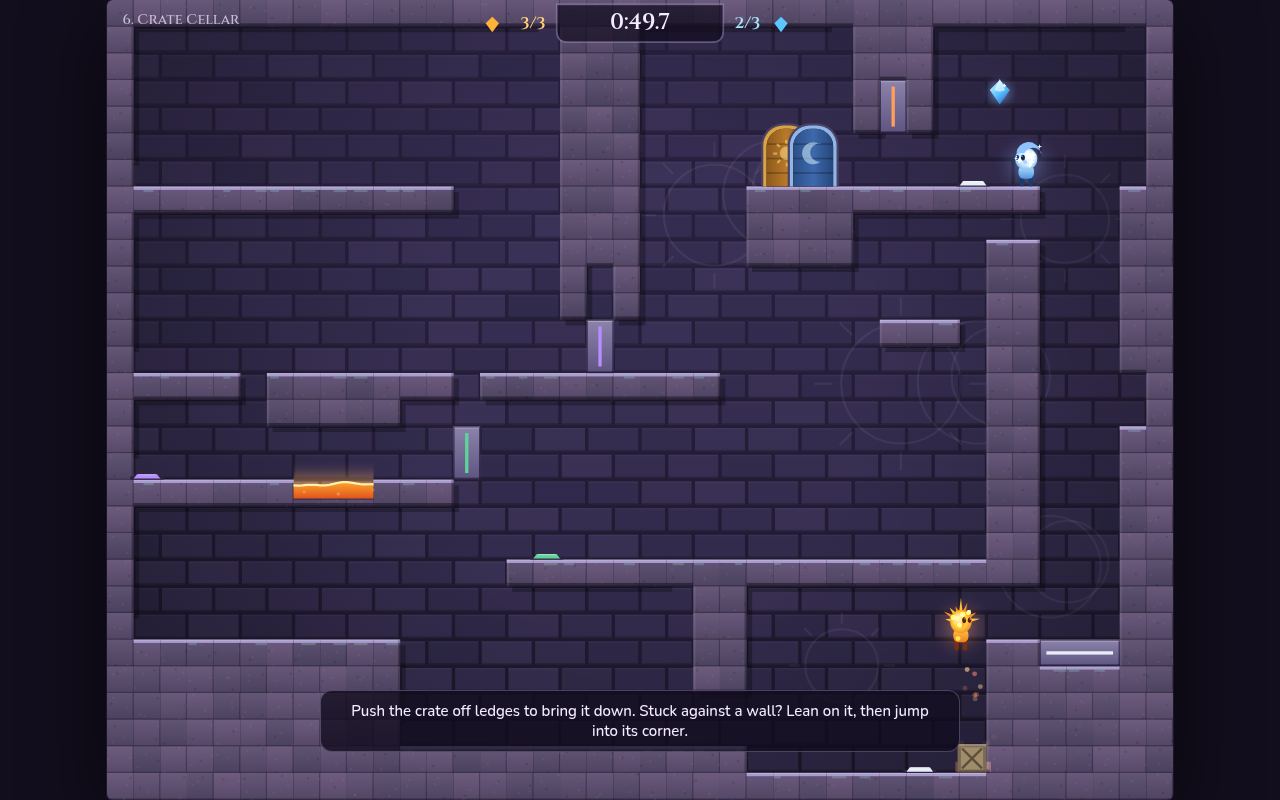 6. Crate Cellar
3/3
0:49.7
2/3
Push the crate off ledges to bring it down. Stuck against a wall? Lean on it, then jump
into its corner.